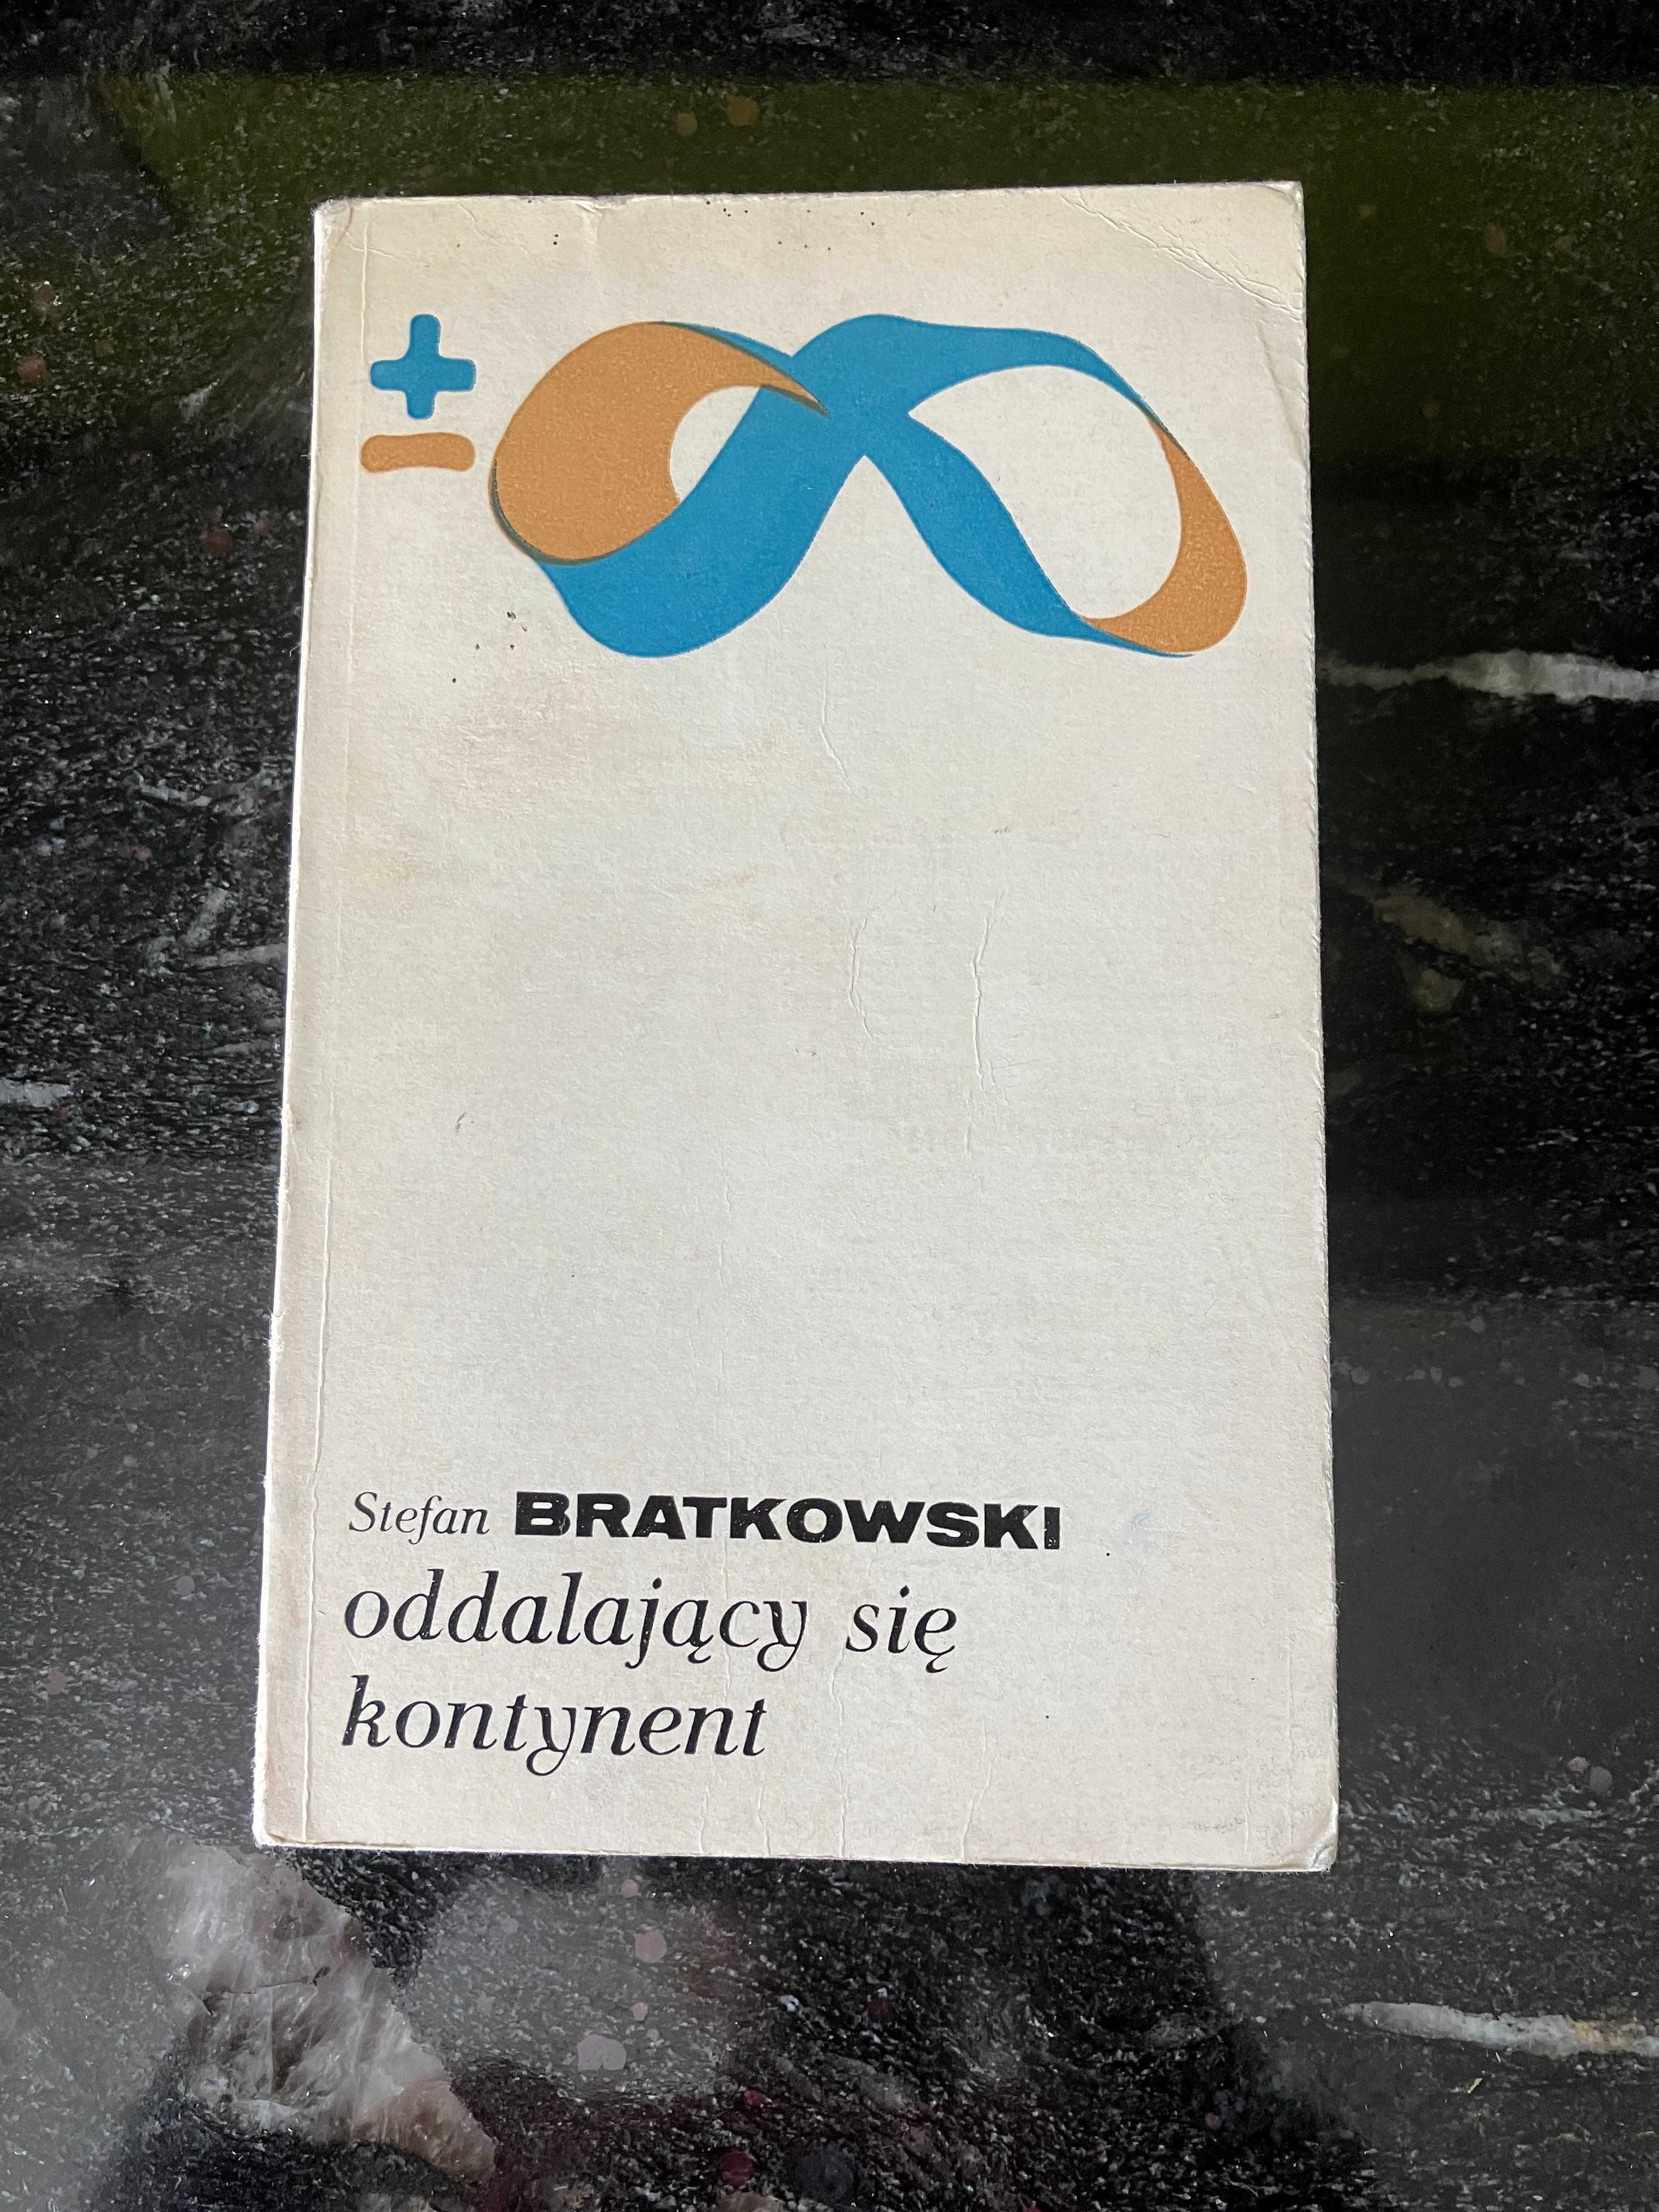 +
−
Stefan BRATKOWSKI
oddalający się
kontynent